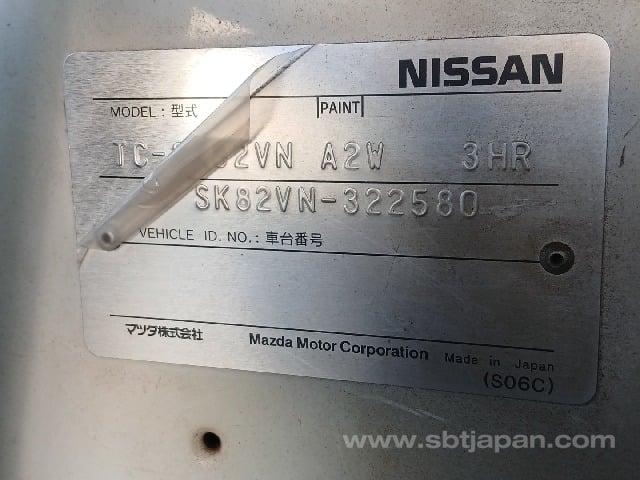 NISSAN
MODEL : 型式 PAINT
A2W 3HR
SK82VN-322580
VEHICLE ID. NO. : 車台番号
マツダ株式会社 Mazda Motor Corporation Made in Japan
(S06C)
www.sbtjapan.com